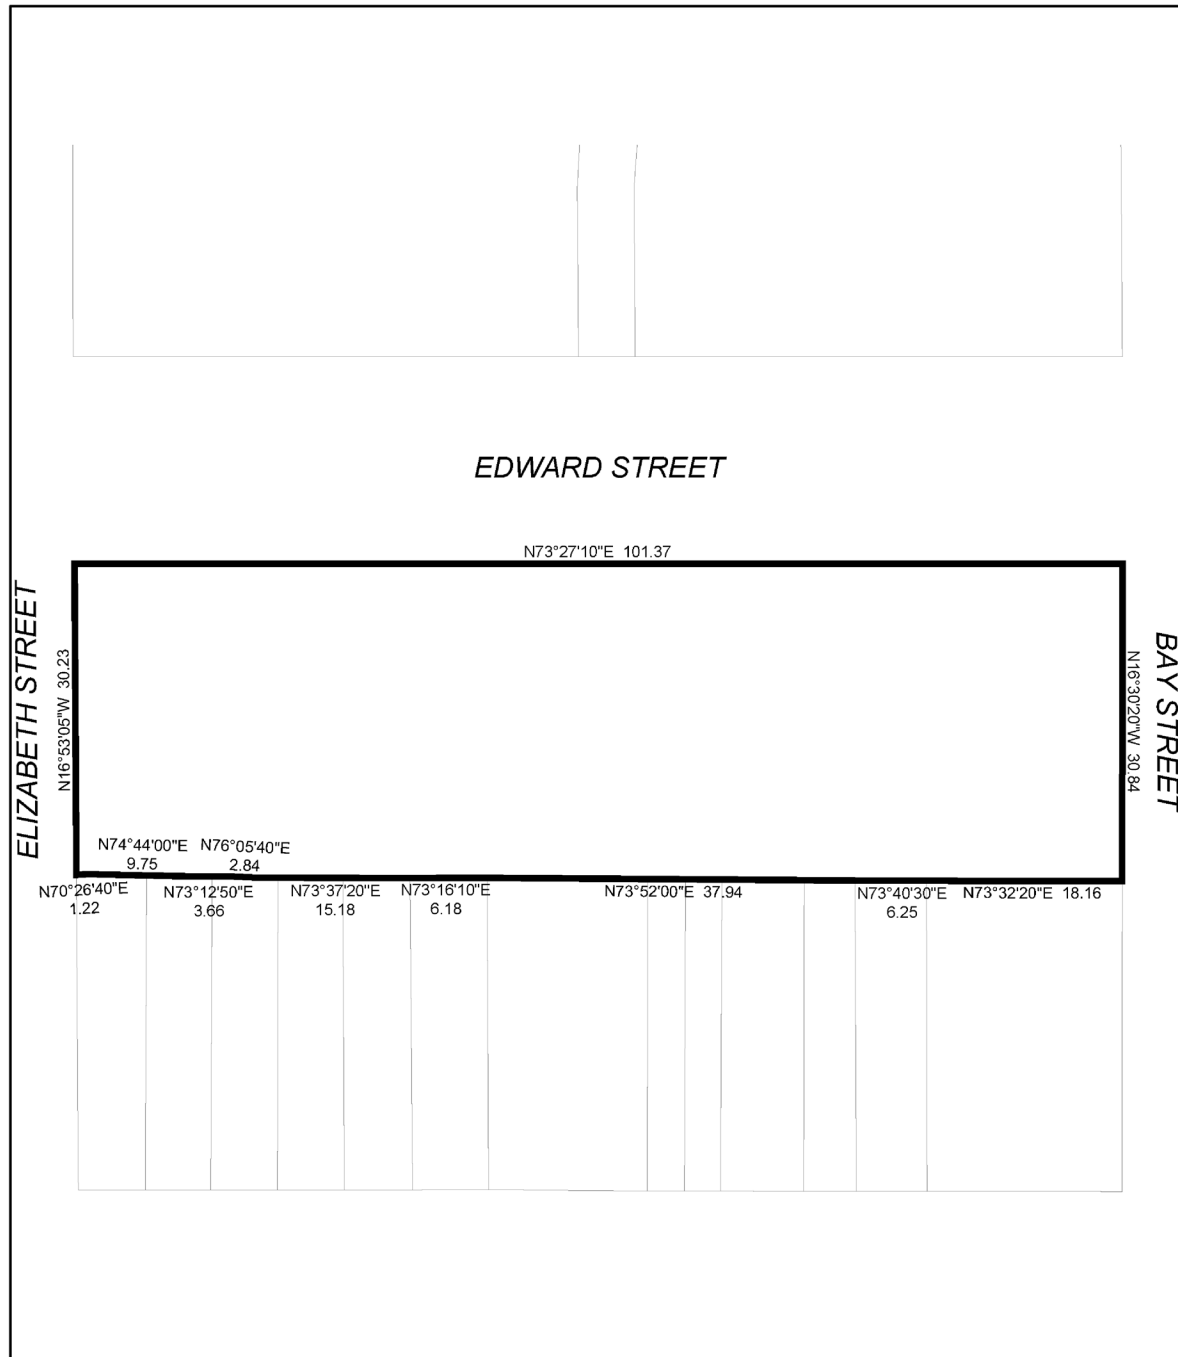 EDWARD STREET
N73°27'10"E 101.37
ELIZABETH STREET
N16°53'05"W 30.23
N16°30'20"W 30.84
BAY STREET
N74°44'00"E N76°05'40"E
9.75 2.84
N70°26'40"E N73°12'50"E N73°37'20"E N73°16'10"E N73°52'00"E 37.94 N73°40'30"E N73°32'20"E 18.16
1.22 3.66 15.18 6.18 6.25